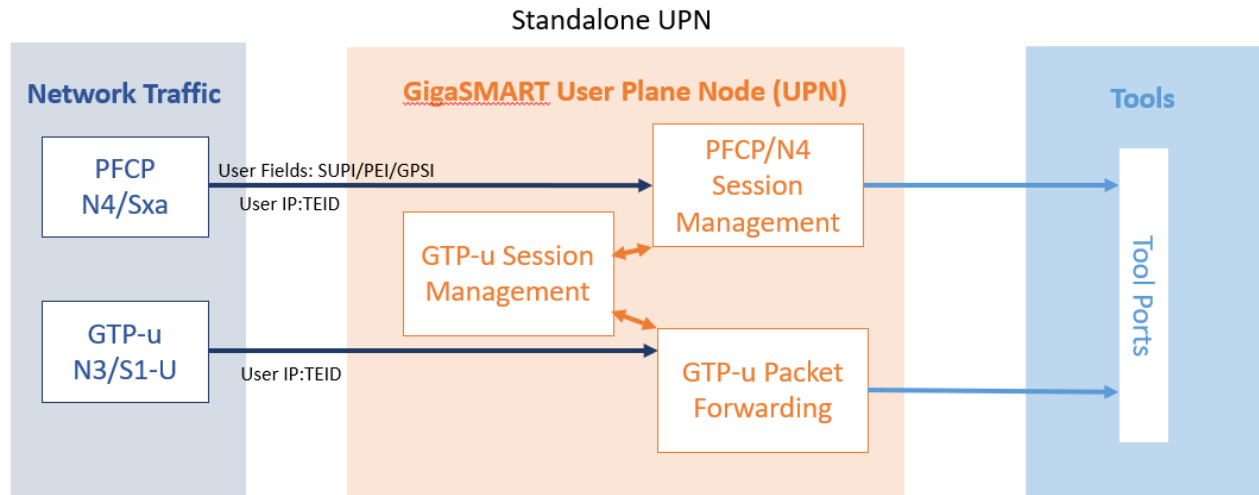 Standalone UPN
Network Traffic
PFCP
N4/Sxa
GTP-u
N3/S1-U
User Fields: SUPI/PEI/GPSI
User IP:TEID
User IP:TEID
GigaSMART User Plane Node (UPN)
PFCP/N4
Session
Management
GTP-u Session
Management
GTP-u Packet
Forwarding
Tools
Tool Ports